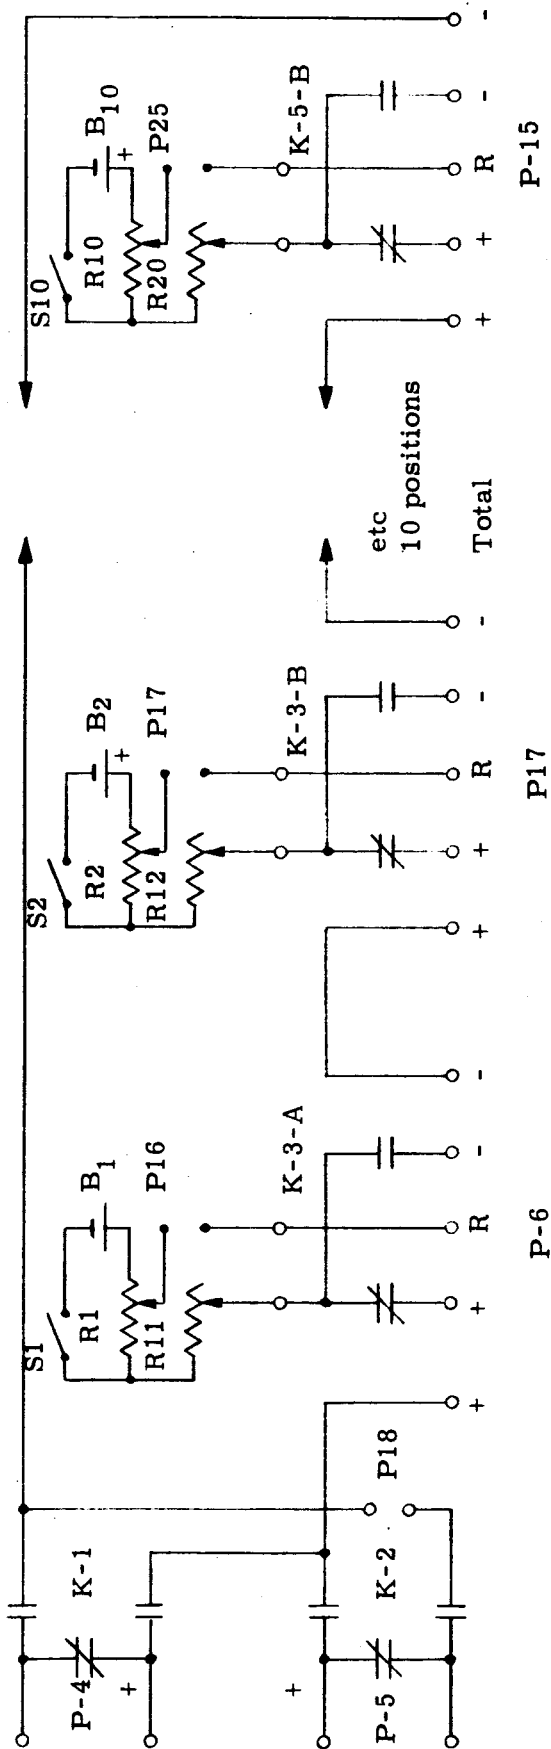 S1
R1
B1
+
R11
P16
K-3-A
S2
R2
B2
+
R12
P17
K-3-B
S10
R10
B10
+
R20
P25
K-5-B
P-4
K-1
+
+
P-5
K-2
P18
etc
10 positions
+ + R - - + + R - - Total + + R - -
P-6
P17
P-15